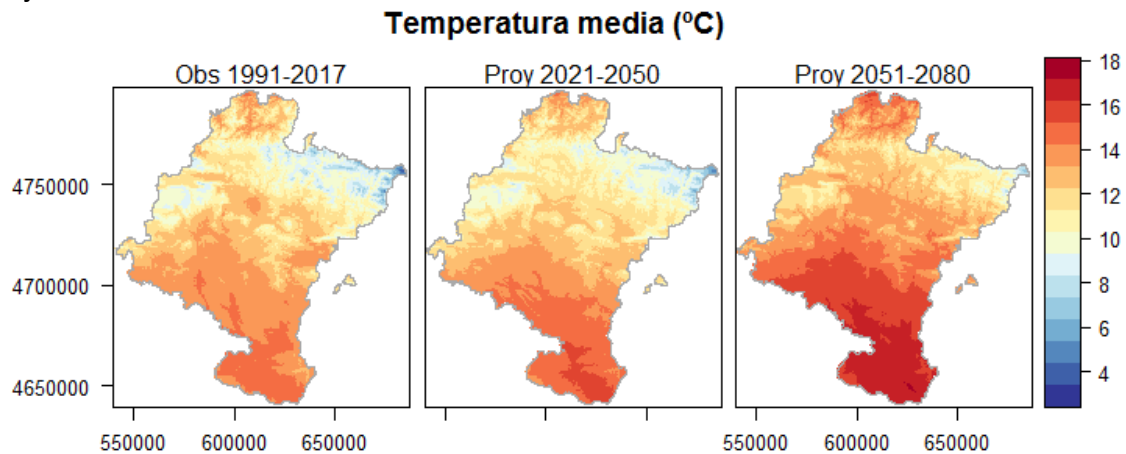 Temperatura media (ºC)
Obs 1991-2017
Proy 2021-2050
Proy 2051-2080
18
16
14
12
10
8
6
4
4750000
4700000
4650000
550000 600000 650000
550000 600000 650000